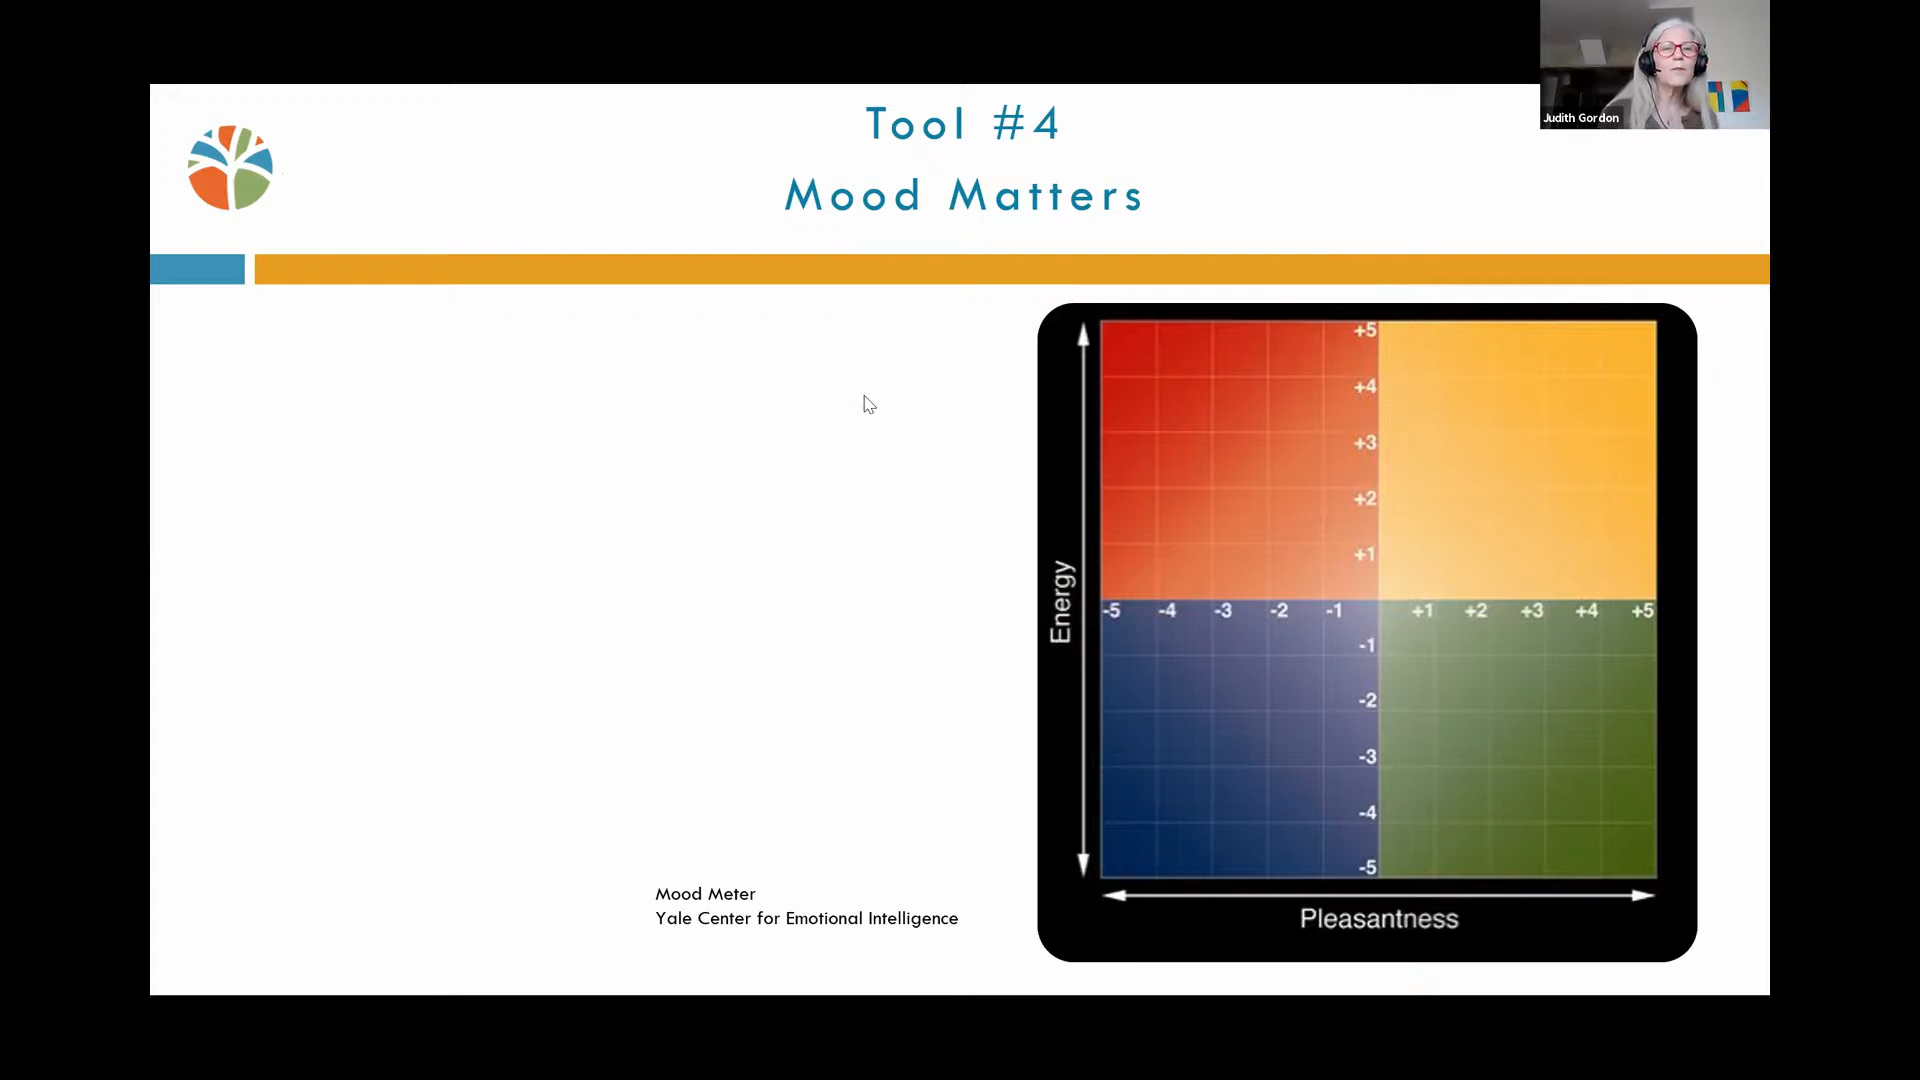 Judith Gordon
Tool #4
Mood Matters
+5
+4
+3
+2
+1
Energy
-5 -4 -3 -2 -1 +1 +2 +3 +4 +5
-1
-2
-3
-4
-5
Pleasantness
Mood Meter
Yale Center for Emotional Intelligence